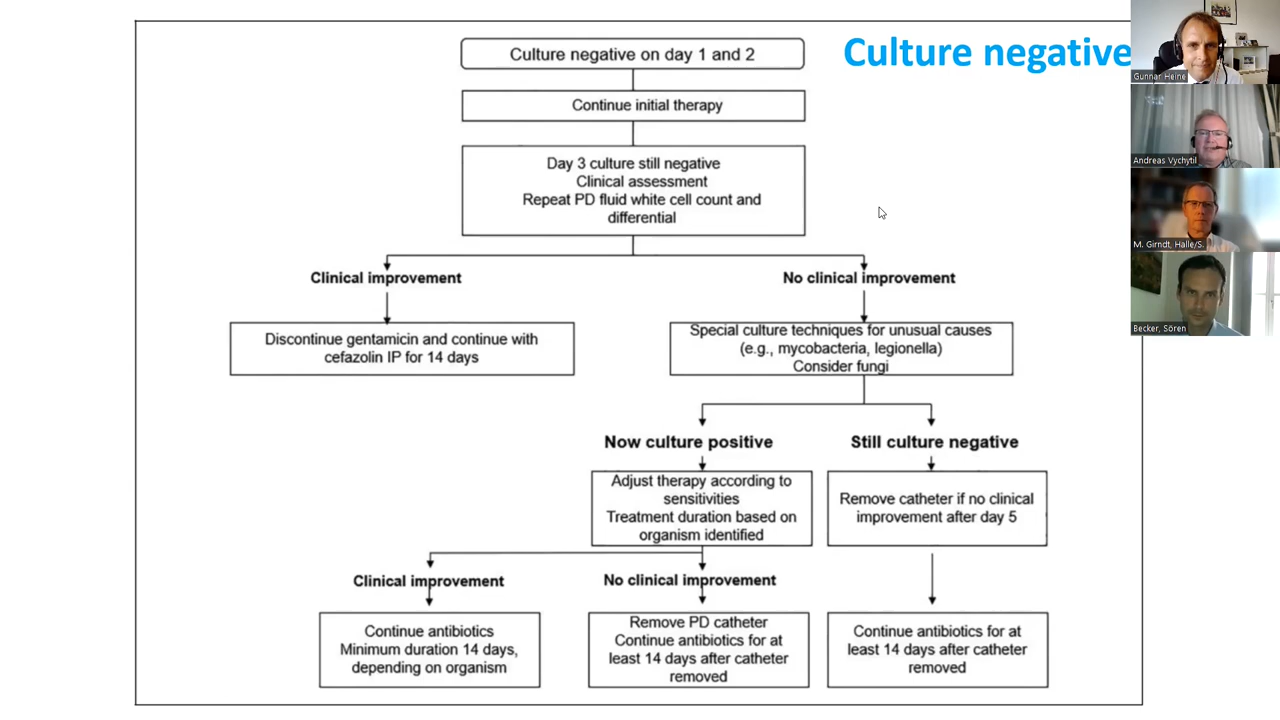 Culture negative
Culture negative on day 1 and 2
Continue initial therapy
Day 3 culture still negative
Clinical assessment
Repeat PD fluid white cell count and
differential
Clinical improvement
No clinical improvement
Discontinue gentamicin and continue with
cefazolin IP for 14 days
Special culture techniques for unusual causes
(e.g., mycobacteria, legionella)
Consider fungi
Now culture positive
Still culture negative
Adjust therapy according to
sensitivities
Treatment duration based on
organism identified
Remove catheter if no clinical
improvement after day 5
Clinical improvement
No clinical improvement
Continue antibiotics
Minimum duration 14 days,
depending on organism
Remove PD catheter
Continue antibiotics for at
least 14 days after catheter
removed
Continue antibiotics for at
least 14 days after catheter
removed
Gunnar Heine
Andreas Vychytil
M. Girndt, Halle/S.
Becker, Sören